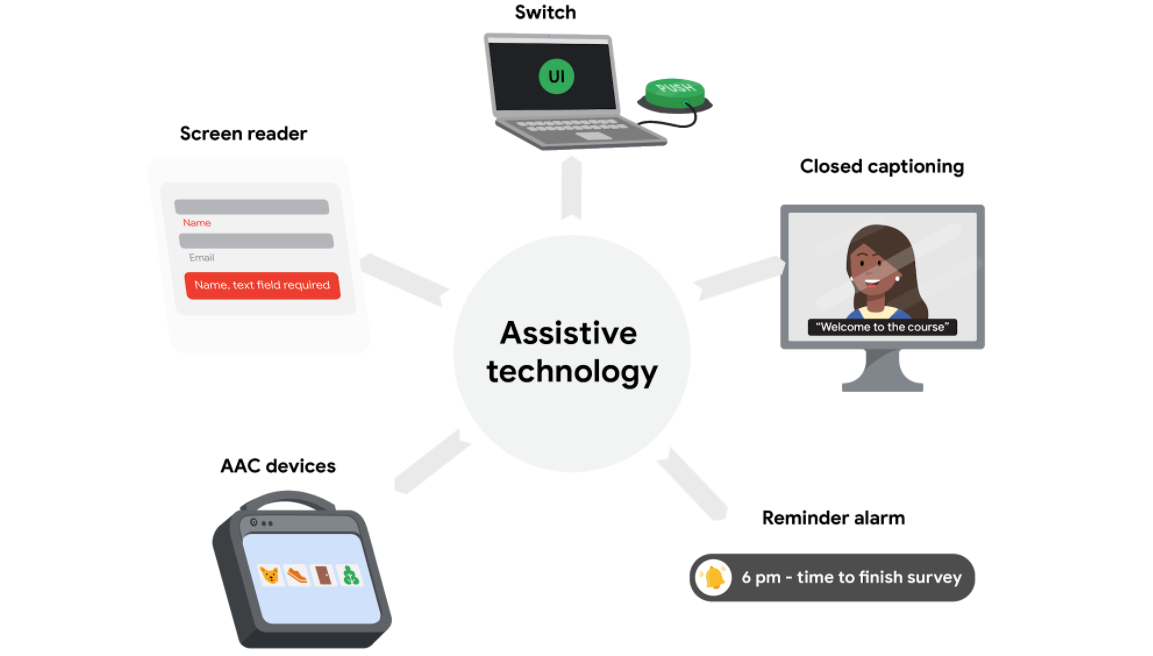 Switch
UI
PUSH
Screen reader
Name
Email
Name, text field required
Closed captioning
“Welcome to the course”
Assistive
technology
AAC devices
Reminder alarm
6 pm - time to finish survey